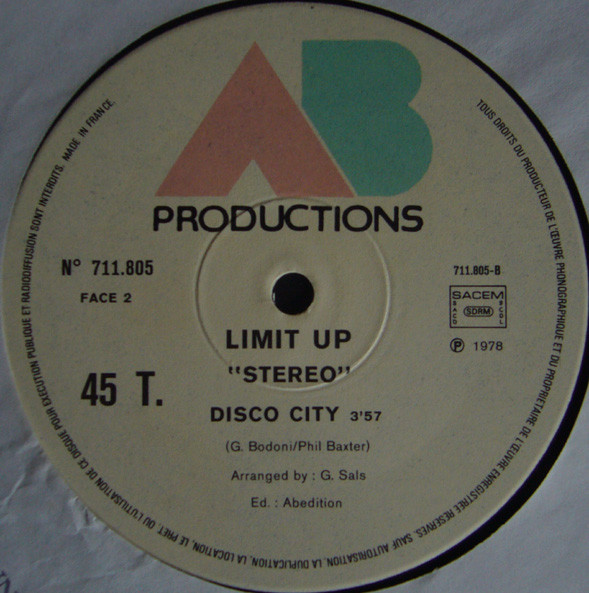 AB
PRODUCTIONS
N° 711.805
FACE 2
45 T.
711.805-B
SACEM
SACD
SDRM
SCDL
℗ 1978
LIMIT UP
"STEREO"
DISCO CITY 3'57
(G. Bodoni/Phil Baxter)
Arranged by : G. Sals
Ed. : Abedition
TOUS DROITS DU PRODUCTEUR DE L'ŒUVRE PHONOGRAPHIQUE ET DU PROPRIETAIRE DE L'ŒUVRE ENREGISTREE RESERVES. SAUF AUTORISATION, LA DUPLICATION, LA LOCATION, LE PRET, OU L'UTILISATION DE CE DISQUE POUR EXECUTION PUBLIQUE ET RADIODIFFUSION SONT INTERDITS. MADE IN FRANCE.